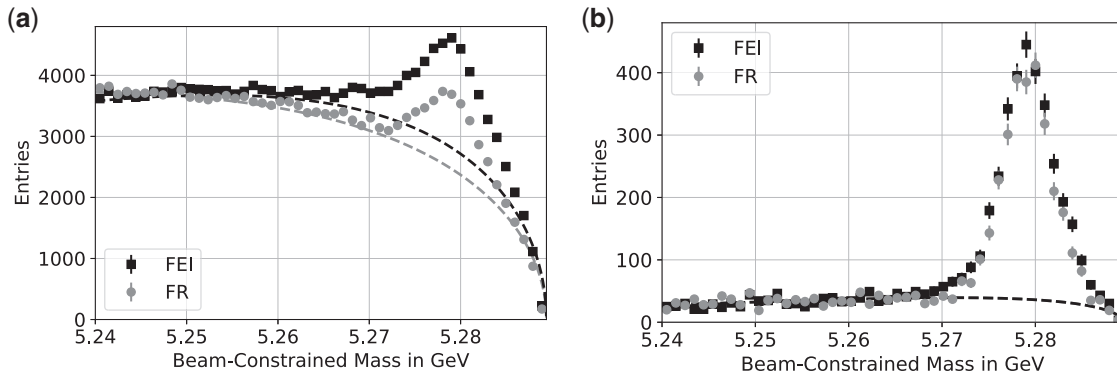 (a)
4000
3000
2000
1000
0
Entries
FEI
FR
5.24 5.25 5.26 5.27 5.28
Beam-Constrained Mass in GeV
(b)
400
300
200
100
0
Entries
FEI
FR
5.24 5.25 5.26 5.27 5.28
Beam-Constrained Mass in GeV